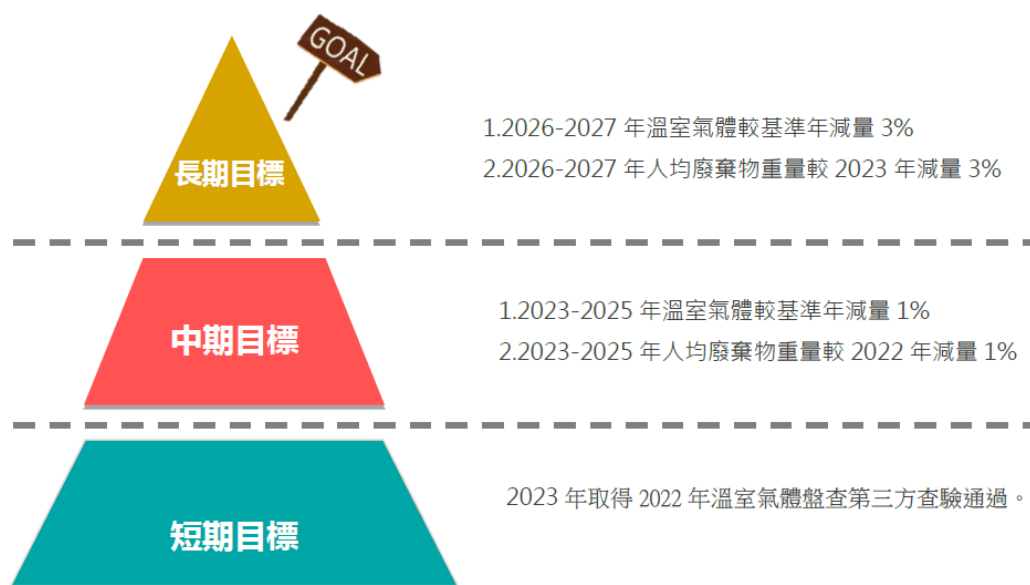 GOAL
長期目標
1.2026-2027 年溫室氣體較基準年減量 3%
2.2026-2027 年人均廢棄物重量較 2023 年減量 3%
中期目標
1.2023-2025 年溫室氣體較基準年減量 1%
2.2023-2025 年人均廢棄物重量較 2022 年減量 1%
短期目標
2023 年取得 2022 年溫室氣體盤查第三方查驗通過。